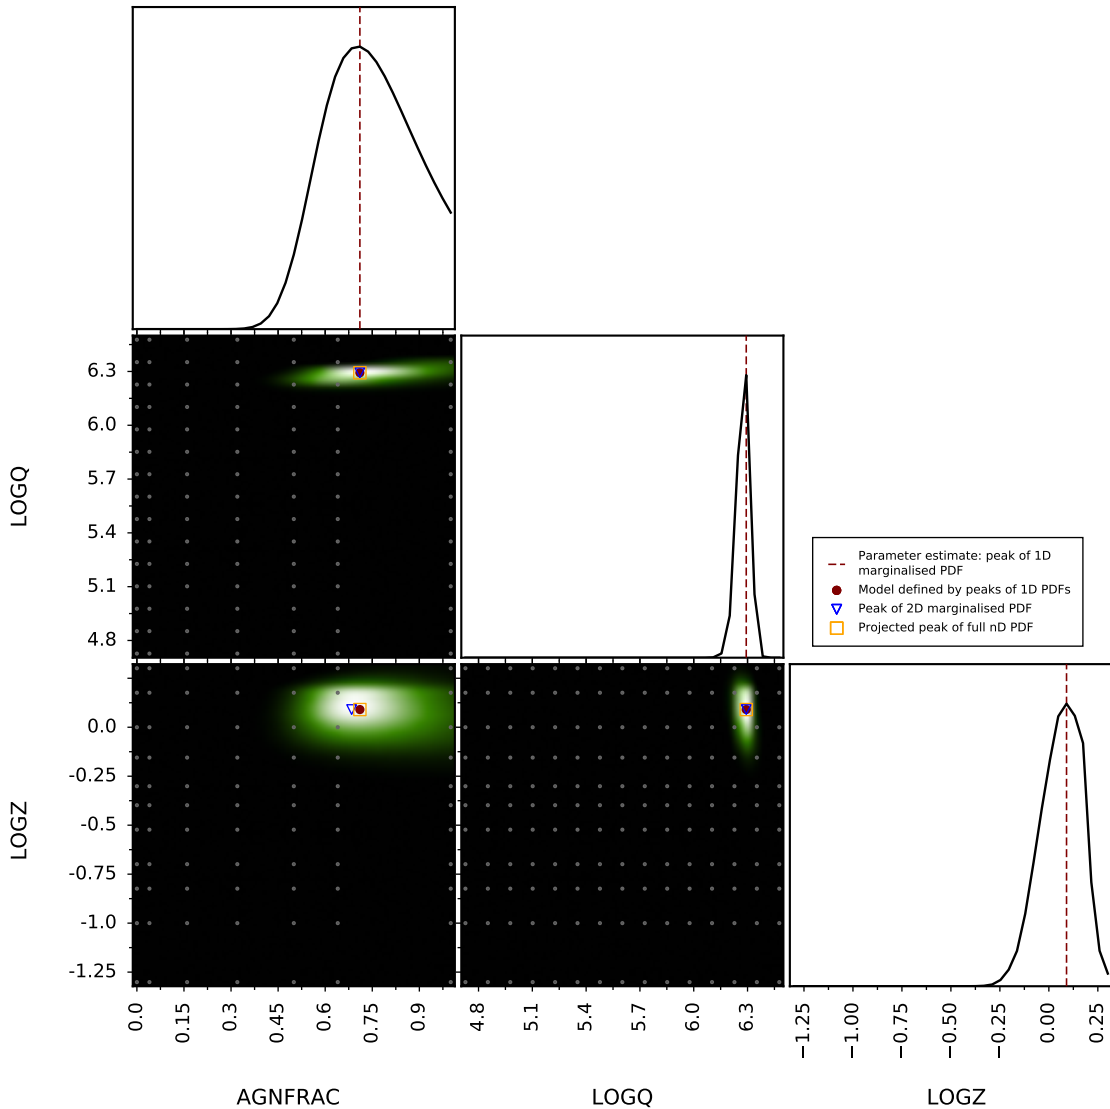 6.3
6.0
5.7
5.4
5.1
4.8
LOGQ
Parameter estimate: peak of 1D
marginalised PDF
Model defined by peaks of 1D PDFs
Peak of 2D marginalised PDF
Projected peak of full nD PDF
0.0
-0.25
-0.5
-0.75
-1.0
-1.25
LOGZ
0.0 0.15 0.3 0.45 0.6 0.75 0.9
4.8 5.1 5.4 5.7 6.0 6.3
−1.25 −1.00 −0.75 −0.50 −0.25 0.00 0.25
AGNFRAC LOGQ LOGZ